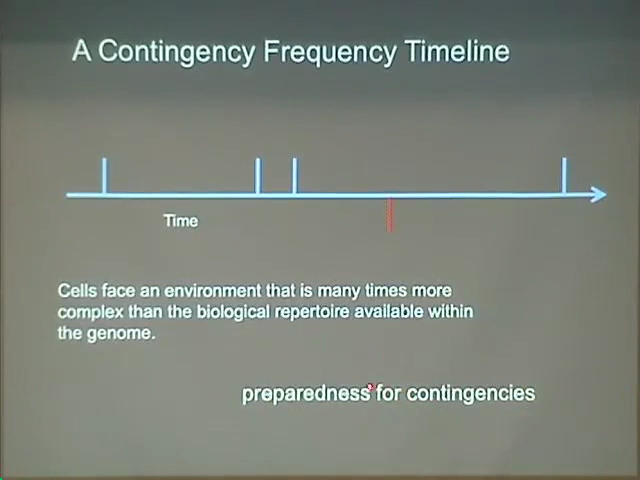 A Contingency Frequency Timeline
Time
Cells face an environment that is many times more
complex than the biological repertoire available within
the genome.
preparedness for contingencies